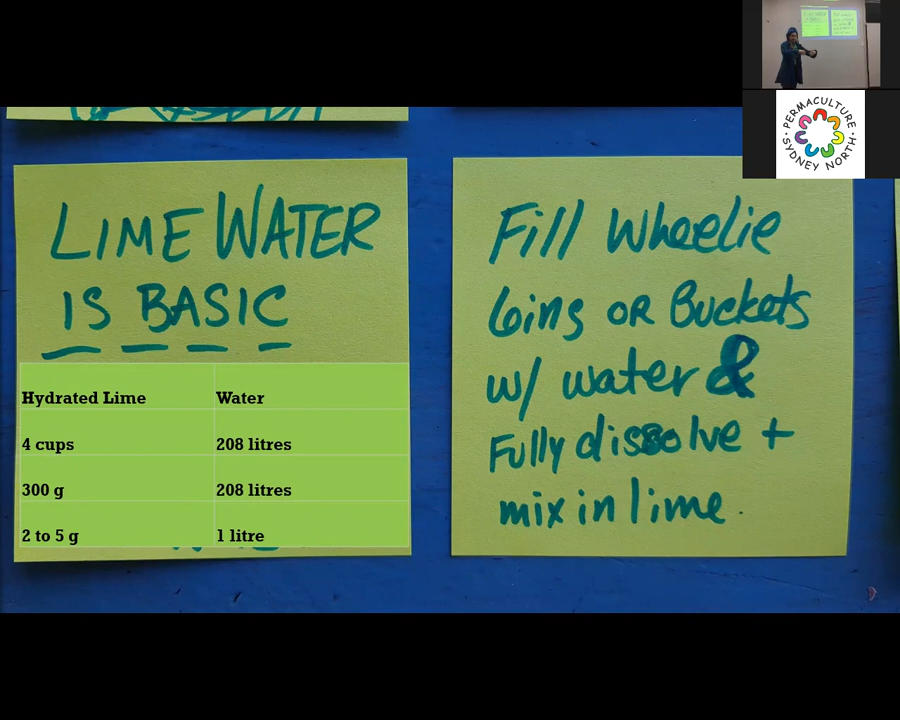 PERMACULTURE
SYDNEY NORTH
LIME WATER
IS BASIC
Hydrated Lime Water
4 cups 208 litres
300 g 208 litres
2 to 5 g 1 litre
Fill Wheelie
bins OR Buckets
w/ water &
Fully dissolve +
mix in lime.